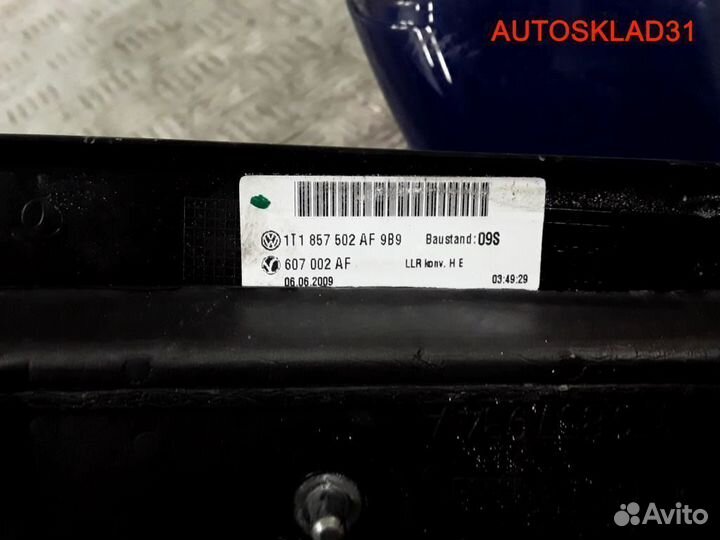 AUTOSKLAD31
1T1 857 502 AF 9B9 Baustand: 09S
607 002 AF LLR konv. H E
06.06.2009 03:49:29
Avito